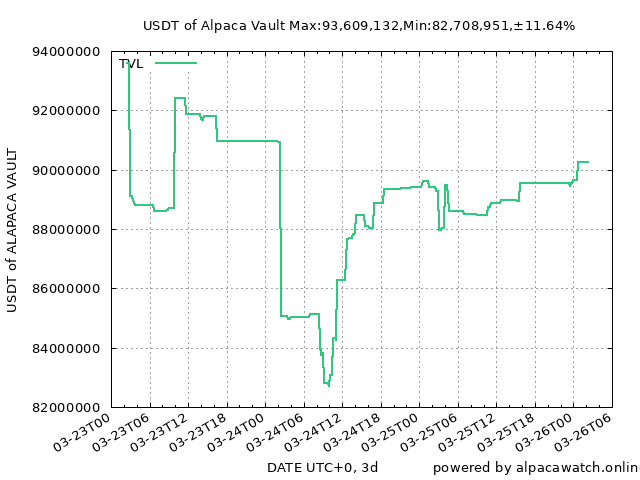 USDT of Alpaca Vault Max:93,609,132,Min:82,708,951,±11.64%
TVL
94000000
92000000
90000000
88000000
86000000
84000000
82000000
USDT of ALAPACA VAULT
03-23T00
03-23T06
03-23T12
03-23T18
03-24T00
03-24T06
03-24T12
03-24T18
03-25T00
03-25T06
03-25T12
03-25T18
03-26T00
03-26T06
DATE UTC+0, 3d
powered by alpacawatch.onlin